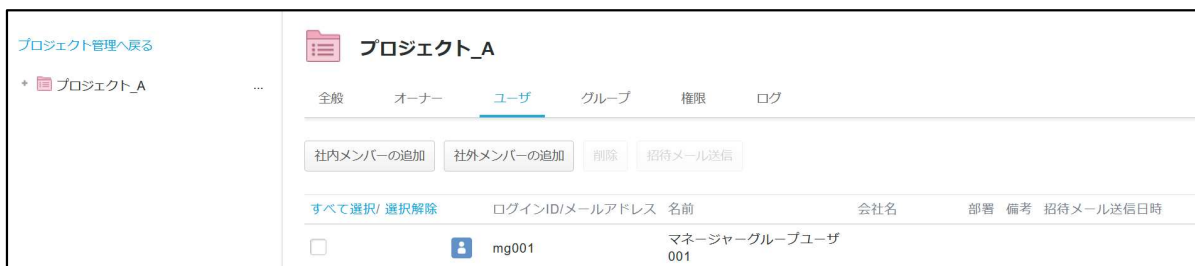 プロジェクト管理へ戻る
プロジェクト_A
+ プロジェクト_A ...
全般 オーナー ユーザ グループ 権限 ログ
社内メンバーの追加 社外メンバーの追加 削除 招待メール送信
すべて選択/ 選択解除 ログインID/メールアドレス 名前 会社名 部署 備考 招待メール送信日時
mg001 マネージャーグループユーザ
001